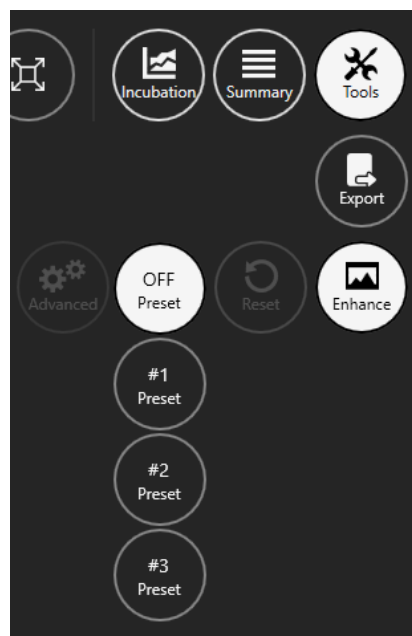 Incubation
Summary
Tools
Export
Advanced
OFF
Preset
Reset
Enhance
#1
Preset
#2
Preset
#3
Preset